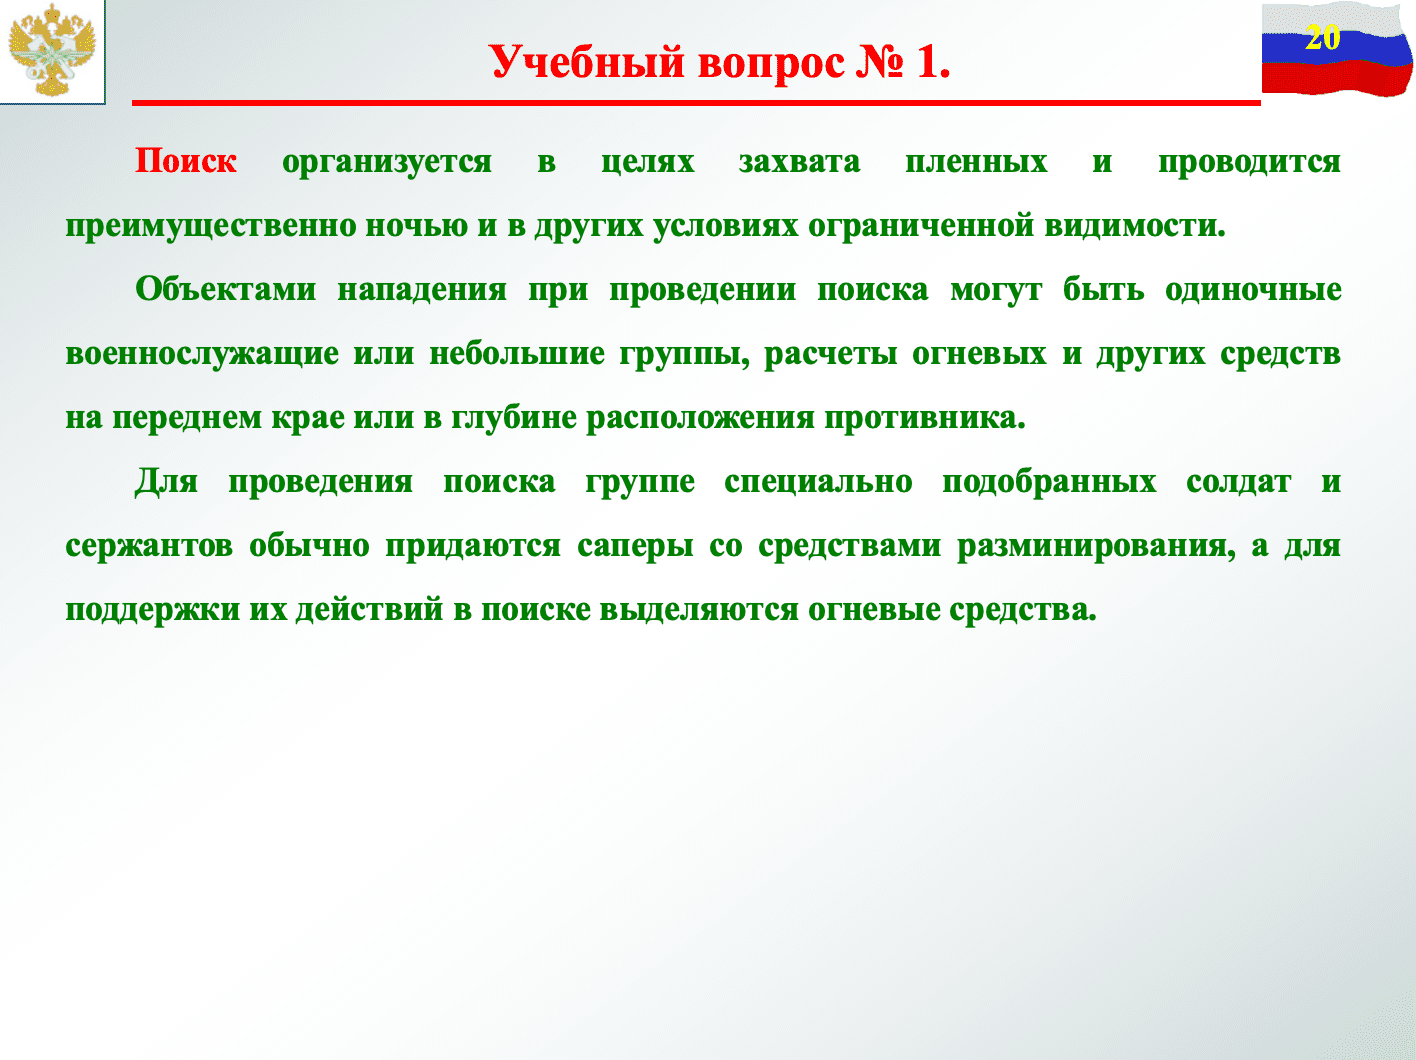 20
Учебный вопрос № 1.
Поиск организуется в целях захвата пленных и проводится
преимущественно ночью и в других условиях ограниченной видимости.
Объектами нападения при проведении поиска могут быть одиночные
военнослужащие или небольшие группы, расчеты огневых и других средств
на переднем крае или в глубине расположения противника.
Для проведения поиска группе специально подобранных солдат и
сержантов обычно придаются саперы со средствами разминирования, а для
поддержки их действий в поиске выделяются огневые средства.